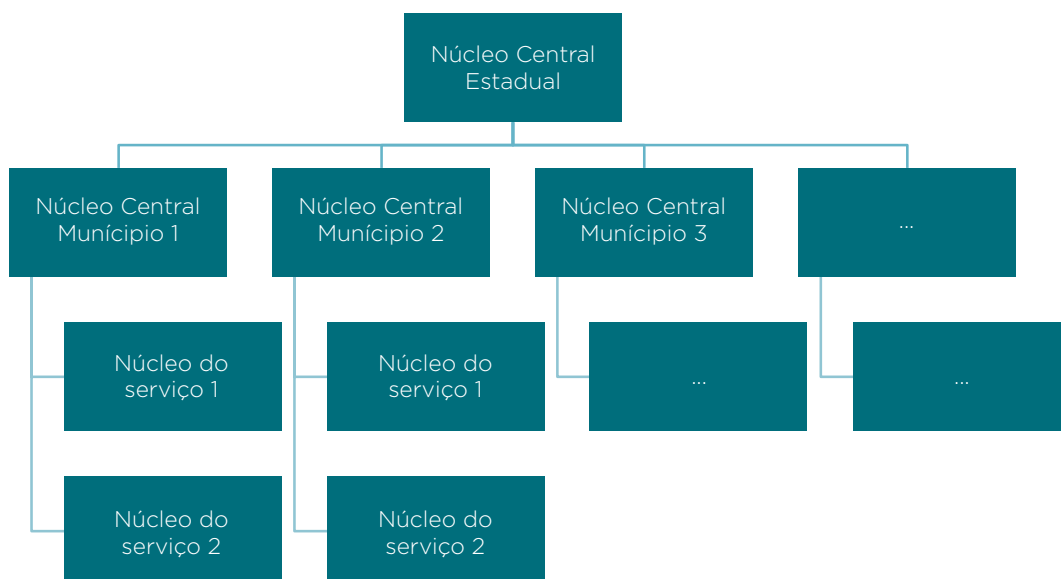 Núcleo Central
Estadual
Núcleo Central
Munícipio 1
Núcleo Central
Munícipio 2
Núcleo Central
Munícipio 3
...
Núcleo do
serviço 1
Núcleo do
serviço 1
...
...
Núcleo do
serviço 2
Núcleo do
serviço 2